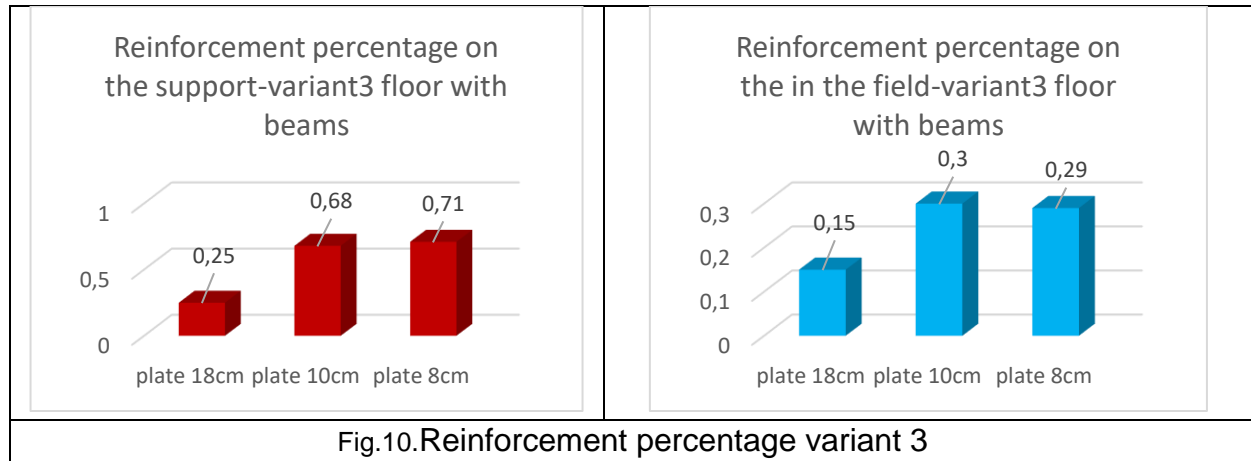 Reinforcement percentage on
the support-variant3 floor with
beams
0,25
0,68
0,71
1
0,5
0
plate 18cm plate 10cm plate 8cm
Reinforcement percentage on
the in the field-variant3 floor
with beams
0,15
0,3
0,29
0,3
0,2
0,1
0
plate 18cm plate 10cm plate 8cm
Fig.10.Reinforcement percentage variant 3